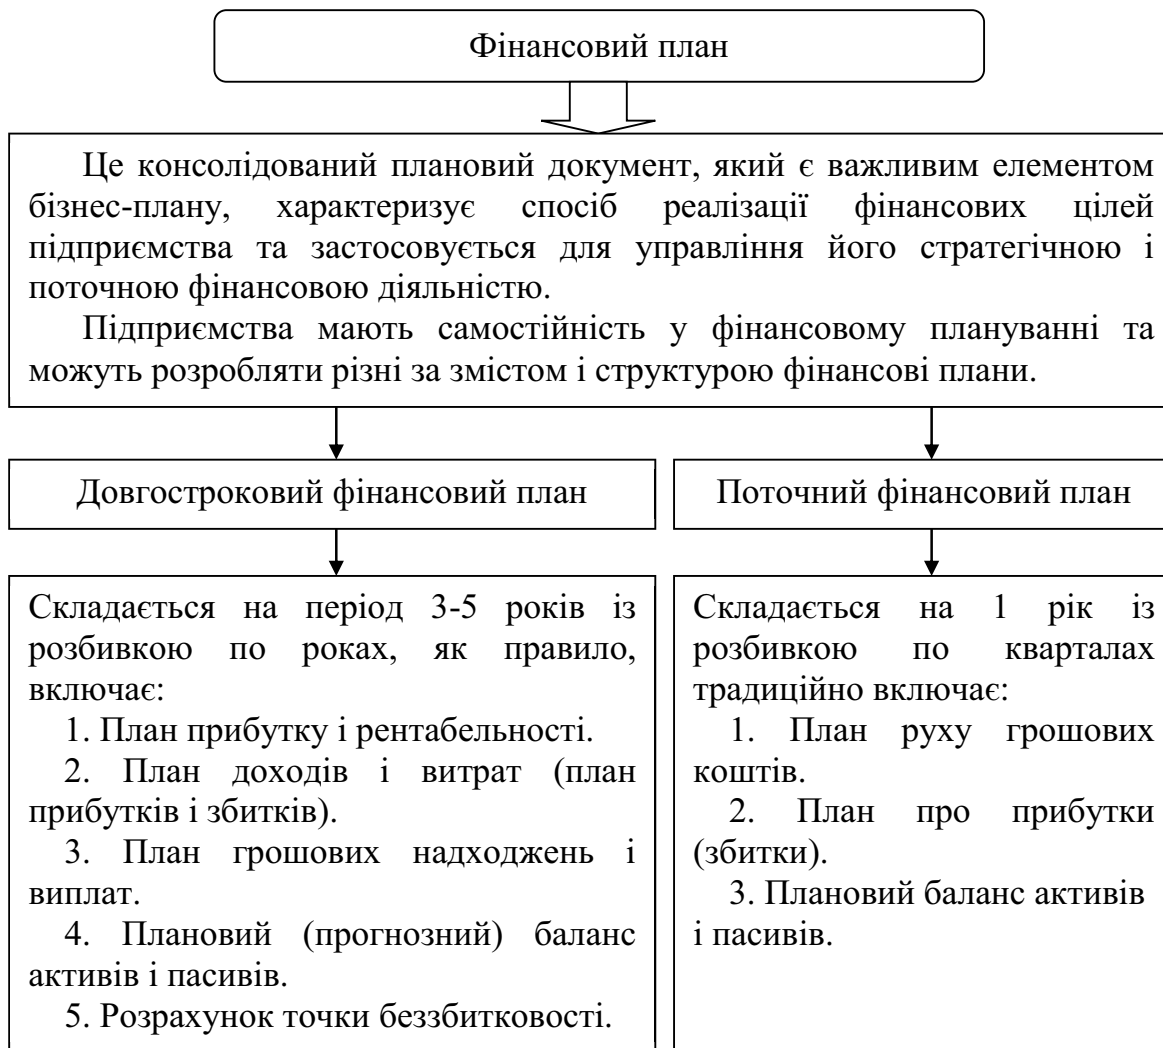 Фінансовий план
Це консолідований плановий документ, який є важливим елементом
бізнес-плану, характеризує спосіб реалізації фінансових цілей
підприємства та застосовується для управління його стратегічною і
поточною фінансовою діяльністю.
Підприємства мають самостійність у фінансовому плануванні та
можуть розробляти різні за змістом і структурою фінансові плани.
Довгостроковий фінансовий план
Поточний фінансовий план
Складається на період 3-5 років із
розбивкою по роках, як правило,
включає:
1. План прибутку і рентабельності.
2. План доходів і витрат (план
прибутків і збитків).
3. План грошових надходжень і
виплат.
4. Плановий (прогнозний) баланс
активів і пасивів.
5. Розрахунок точки беззбитковості.
Складається на 1 рік із
розбивкою по кварталах
традиційно включає:
1. План руху грошових
коштів.
2. План про прибутки
(збитки).
3. Плановий баланс активів
і пасивів.